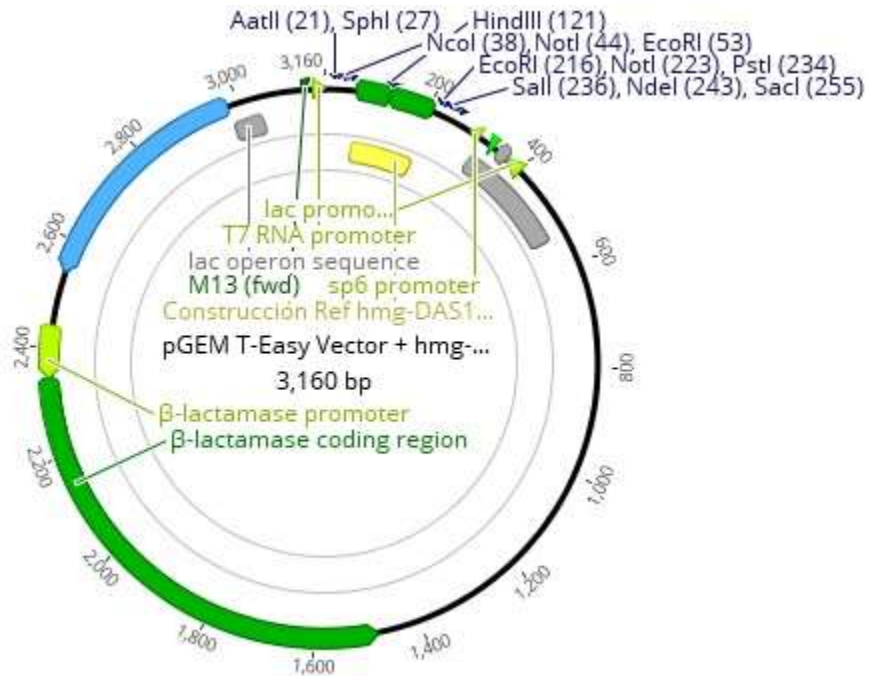 AatII (21), SphI (27)
HindIII (121)
NcoI (38), NotI (44), EcoRI (53)
EcoRI (216), NotI (223), PstI (234)
SalI (236), NdeI (243), SacI (255)
3,160
200
400
600
800
1,000
1,200
1,400
1,600
1,800
2,000
2,200
2,400
2,600
2,800
3,000
lac promo...
T7 RNA promoter
lac operon sequence
M13 (fwd)
sp6 promoter
Construcción Ref hmg-DAS1...
pGEM T-Easy Vector + hmg-...
3,160 bp
β-lactamase promoter
β-lactamase coding region